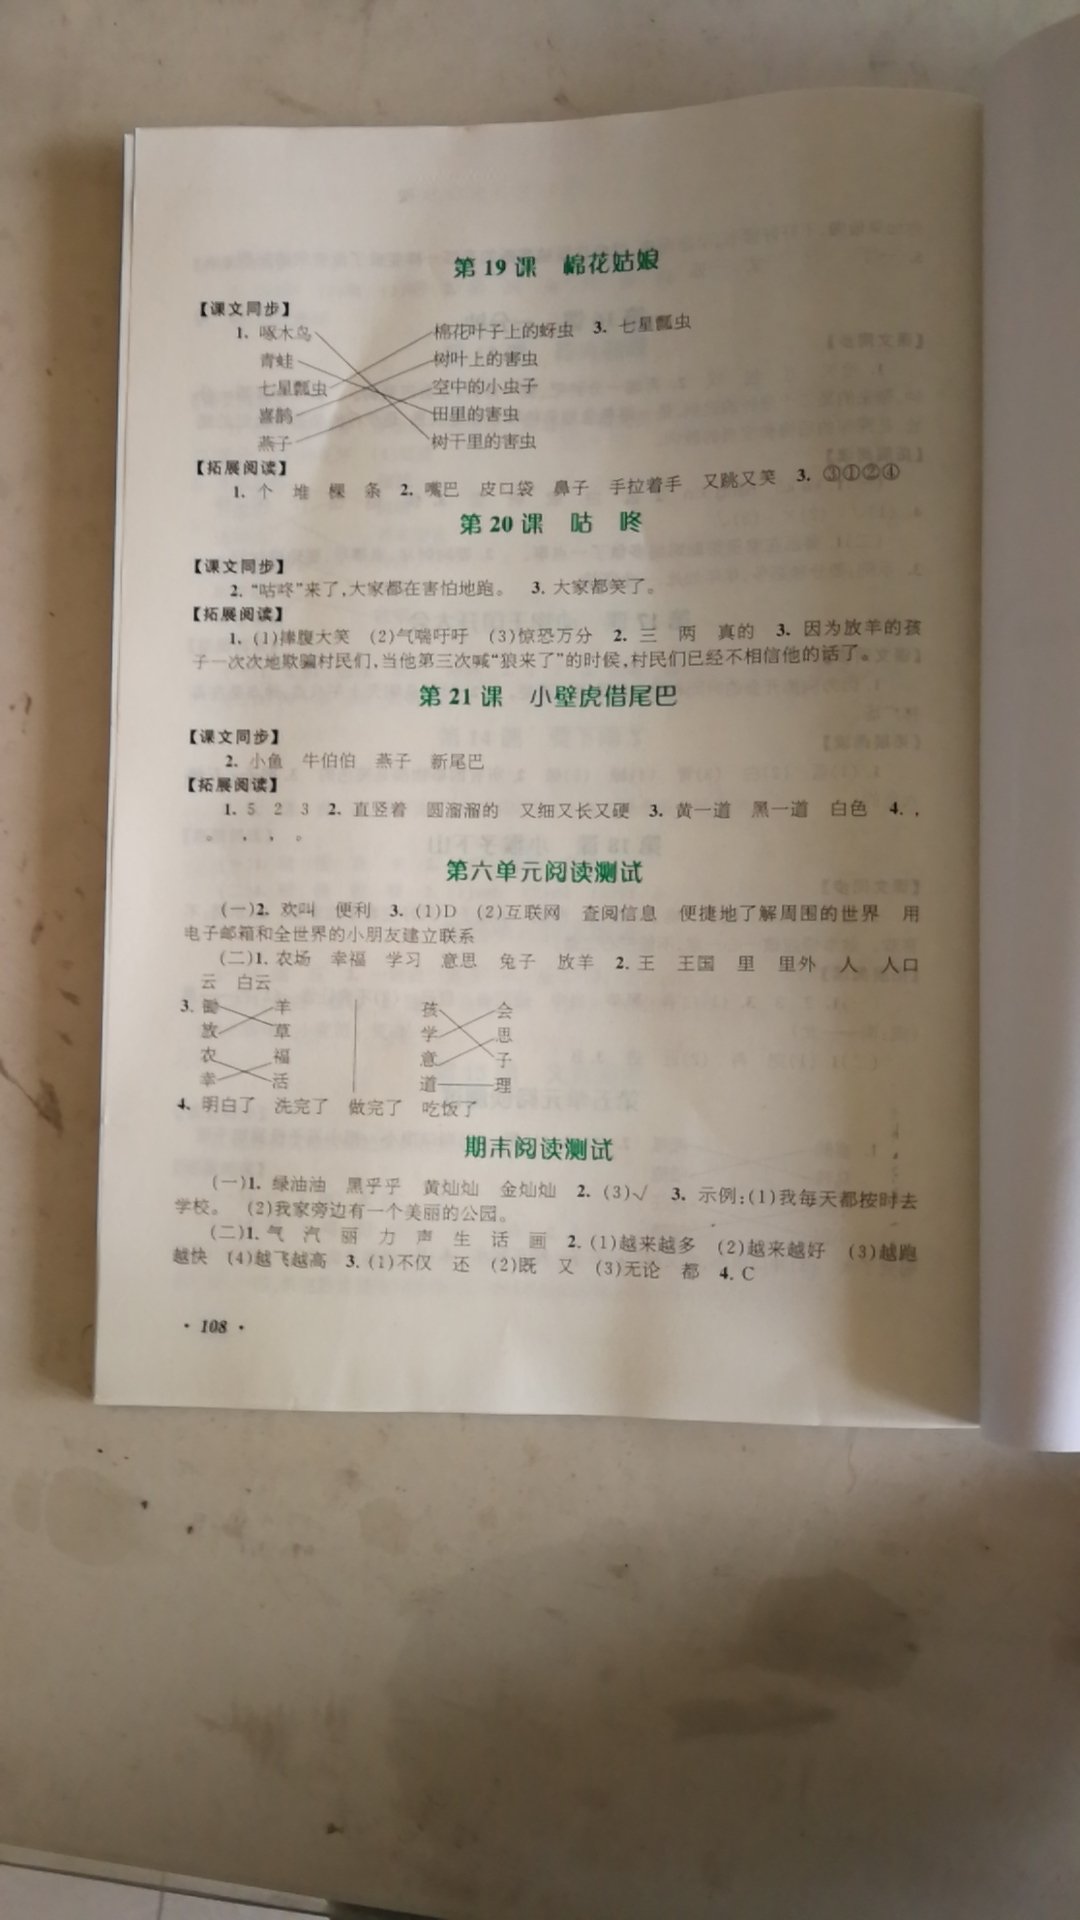 第 19 课 棉花姑娘
【课文同步】
1. 啄木鸟 棉花叶子上的蚜虫 3. 七星瓢虫
青蛙 树叶上的害虫
七星瓢虫 空中的小虫子
喜鹊 田里的害虫
燕子 树干里的害虫
【拓展阅读】
1. 个 堆 棵 条 2. 嘴巴 皮口袋 鼻子 手拉着手 又跳又笑 3. ③①②④
第 20 课 咕 咚
【课文同步】
2. “咕咚”来了,大家都在害怕地跑。 3. 大家都笑了。
【拓展阅读】
1. (1)捧腹大笑 (2)气喘吁吁 (3)惊恐万分 2. 三 两 真的 3. 因为放羊的孩
子一次次地欺骗村民们,当他第三次喊“狼来了”的时候,村民们已经不相信他的话了。
第 21 课 小壁虎借尾巴
【课文同步】
2. 小鱼 牛伯伯 燕子 新尾巴
【拓展阅读】
1. 5 2 3 2. 直竖着 圆溜溜的 又细又长又硬 3. 黄一道 黑一道 白色 4. ,
。 , , 。
第六单元阅读测试
(一)2. 欢叫 便利 3. (1)D (2)互联网 查阅信息 便捷地了解周围的世界 用
电子邮箱和全世界的小朋友建立联系
(二)1. 农场 幸福 学习 意思 兔子 放羊 2. 王 王国 里 里外 人 人口
云 白云
3. 锄 羊 孩 会
放 草 学 思
农 福 意 子
幸 活 道 理
4. 明白了 洗完了 做完了 吃饭了
期末阅读测试
(一)1. 绿油油 黑乎乎 黄灿灿 金灿灿 2. (3)√ 3. 示例:(1)我每天都按时去
学校。 (2)我家旁边有一个美丽的公园。
(二)1. 气 汽 丽 力 声 生 话 画 2. (1)越来越多 (2)越来越好 (3)越跑
越快 (4)越飞越高 3. (1)不仅 还 (2)既 又 (3)无论 都 4. C
· 108 ·